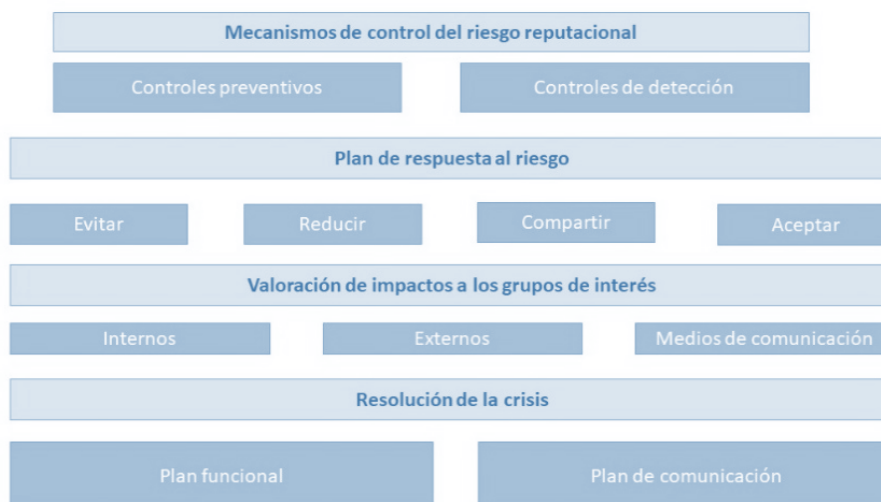 Mecanismos de control del riesgo reputacional
Controles preventivos
Controles de detección
Plan de respuesta al riesgo
Evitar
Reducir
Compartir
Aceptar
Valoración de impactos a los grupos de interés
Internos
Externos
Medios de comunicación
Resolución de la crisis
Plan funcional
Plan de comunicación